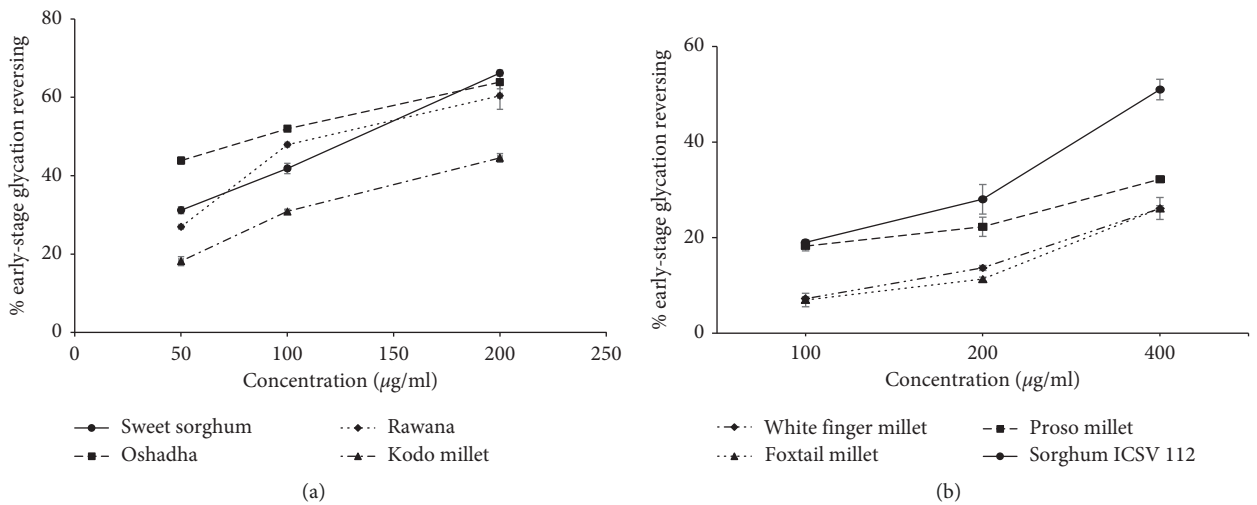 % early-stage glycation reversing
80
60
40
20
0
0 50 100 150 200 250
Concentration (μg/ml)
Sweet sorghum
Rawana
Oshadha
Kodo millet
(a)
% early-stage glycation reversing
60
40
20
0
100 200 400
Concentration (μg/ml)
White finger millet
Proso millet
Foxtail millet
Sorghum ICSV 112
(b)